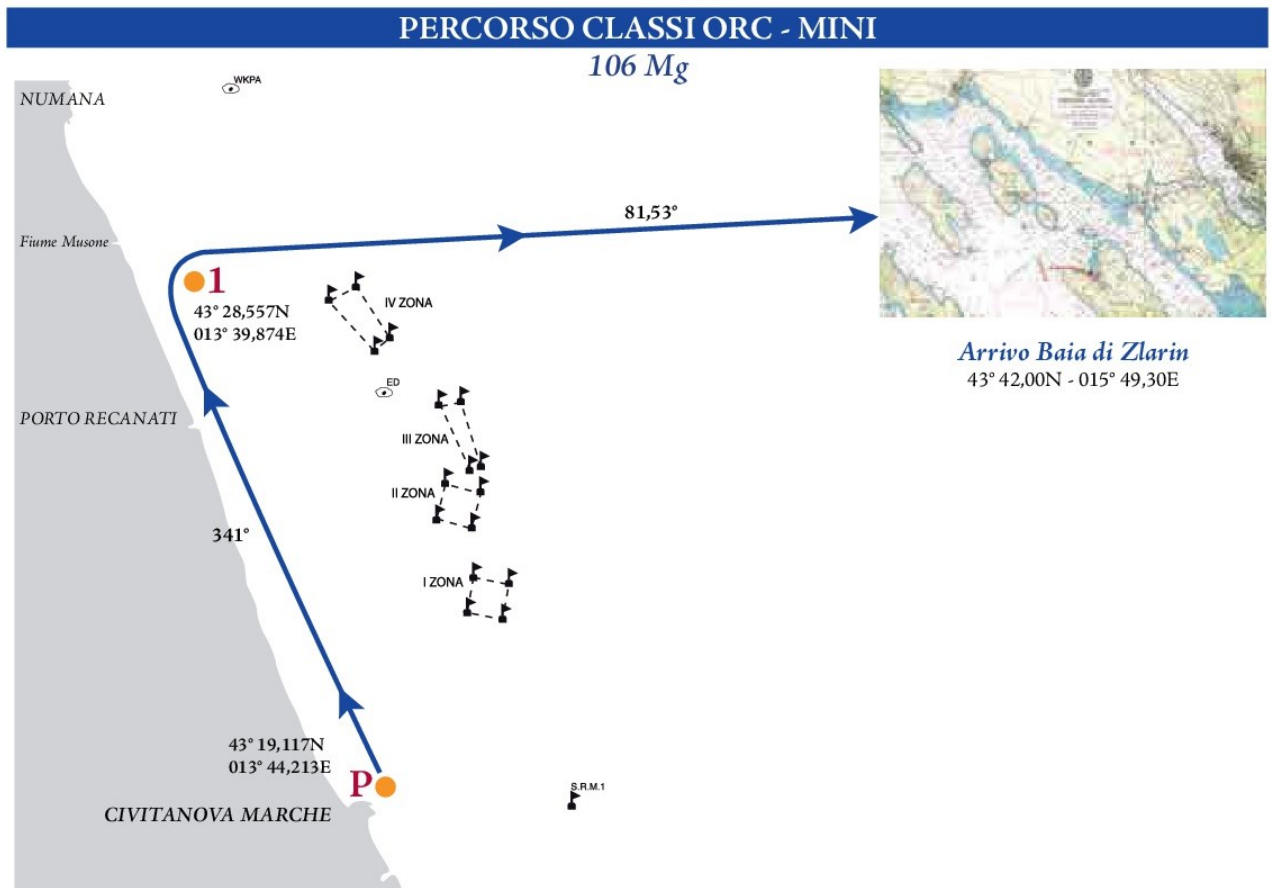 PERCORSO CLASSI ORC - MINI
106 Mg
WKPA
NUMANA
81,53°
Fiume Musone
1
43° 28,557N
013° 39,874E
IV ZONA
Arrivo Baia di Zlarin
43° 42,00N - 015° 49,30E
ED
PORTO RECANATI
III ZONA
II ZONA
341°
I ZONA
43° 19,117N
013° 44,213E
P
S.R.M.1
CIVITANOVA MARCHE